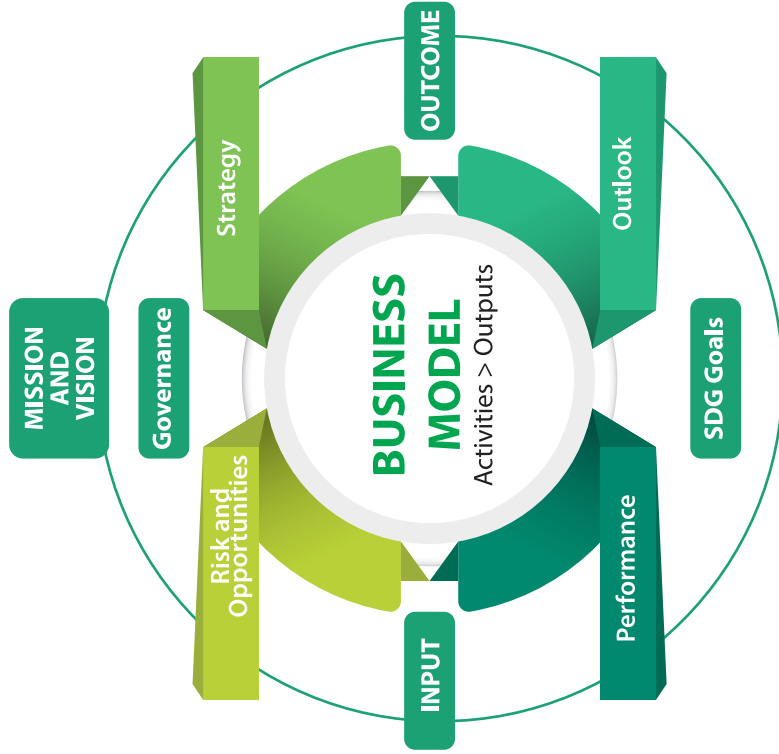 MISSION
AND
VISION
Governance
Risk and
Opportunities
Strategy
INPUT
BUSINESS
MODEL
Activities > Outputs
OUTCOME
Performance
Outlook
SDG Goals